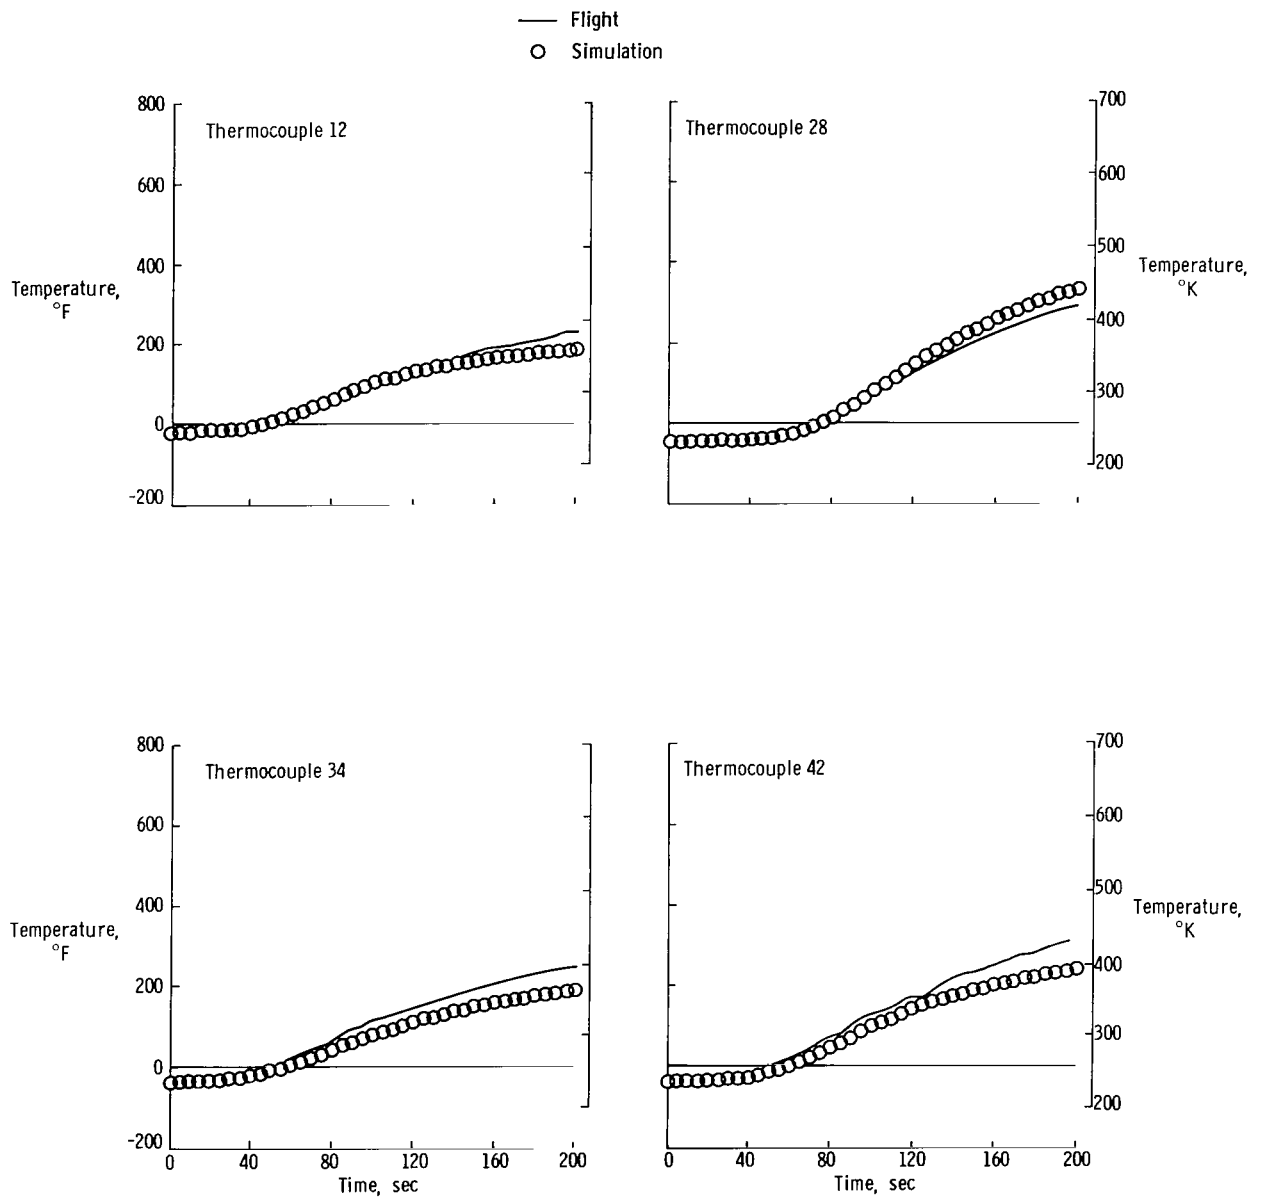 Flight
Simulation
Thermocouple 12
800
600
400
200
0
-200
Temperature,
°F
Thermocouple 28
700
600
500
400
300
200
Temperature,
°K
Thermocouple 34
800
600
400
200
0
-200
Temperature,
°F
0 40 80 120 160 200
Time, sec
Thermocouple 42
700
600
500
400
300
200
Temperature,
°K
0 40 80 120 160 200
Time, sec